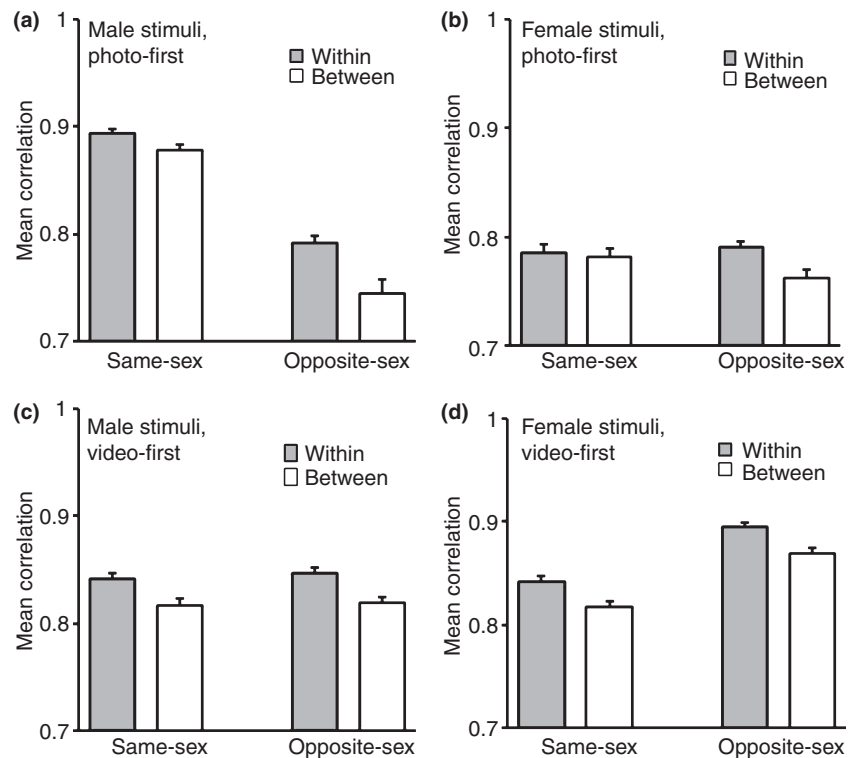 (a)
Male stimuli,
photo-first
Within
Between
Mean correlation
1
0.9
0.8
0.7
Same-sex
Opposite-sex
(b)
Female stimuli,
photo-first
Within
Between
Mean correlation
1
0.9
0.8
0.7
Same-sex
Opposite-sex
(c)
Male stimuli,
video-first
Within
Between
Mean correlation
1
0.9
0.8
0.7
Same-sex
Opposite-sex
(d)
Female stimuli,
video-first
Within
Between
Mean correlation
1
0.9
0.8
0.7
Same-sex
Opposite-sex